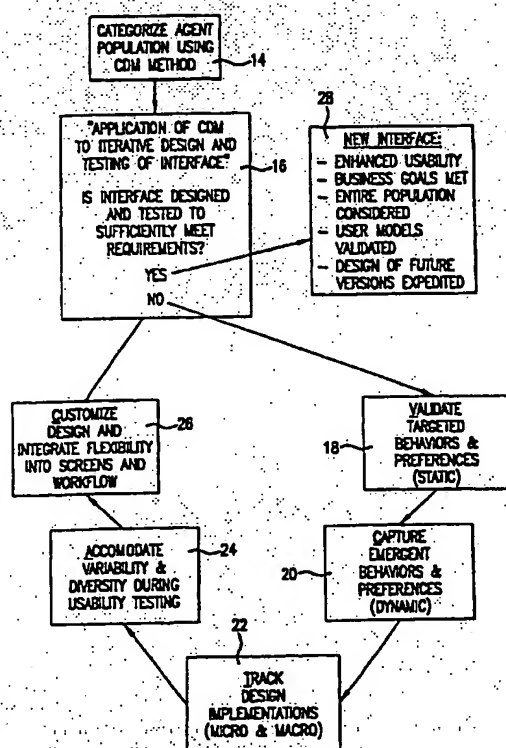 CATEGORIZE AGENT
POPULATION USING
CDM METHOD
14
"APPLICATION OF CDM
TO ITERATIVE DESIGN AND
TESTING OF INTERFACE"
16
IS INTERFACE DESIGNED
AND TESTED TO
SUFFICIENTLY MEET
REQUIREMENTS?
YES
NO
28
NEW INTERFACE:
- ENHANCED USABILITY
- BUSINESS GOALS MET
- ENTIRE POPULATION
CONSIDERED
- USER MODELS
VALIDATED
- DESIGN OF FUTURE
VERSIONS EXPEDITED
CUSTOMIZE
DESIGN AND
INTEGRATE FLEXIBILITY
INTO SCREENS AND
WORKFLOW
26
VALIDATE
TARGETED
BEHAVIORS &
PREFERENCES
(STATIC)
18
ACCOMODATE
VARIABILITY &
DIVERSITY DURING
USABILITY TESTING
24
CAPTURE
EMERGENT
BEHAVIORS &
PREFERENCES
(DYNAMIC)
20
22
TRACK
DESIGN
IMPLEMENTATIONS
(MICRO & MACRO)